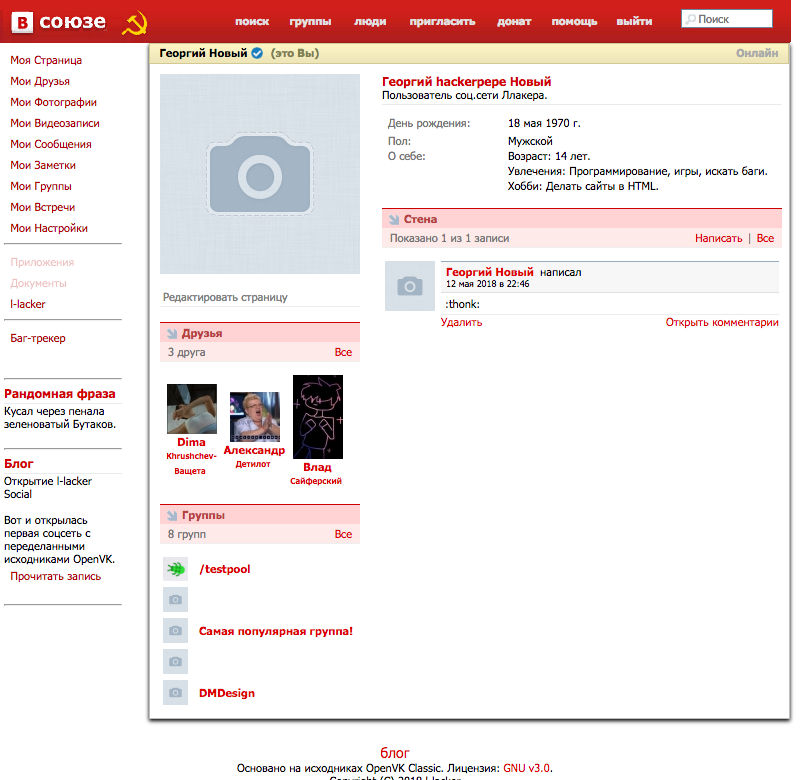 В союзе
поиск группы люди пригласить донат помощь выйти
Поиск
Моя Страница
Мои Друзья
Мои Фотографии
Мои Видеозаписи
Мои Сообщения
Мои Заметки
Мои Группы
Мои Встречи
Мои Настройки
Приложения
Документы
l-lacker
Баг-трекер
Рандомная фраза
Кусал через пенала
зеленоватый Бутаков.
Блог
Открытие l-lacker
Social
Вот и открылась
первая соцсеть с
переделанными
исходниками OpenVK.
Прочитать запись
Георгий Новый (это Вы)
Онлайн
Редактировать страницу
Друзья
3 друга Все
Dima
Khrushchev-
Ващета
Александр
Детилот
Влад
Сайферский
Группы
8 групп Все
/testpool
Самая популярная группа!
DMDesign
Георгий hackerpepe Новый
Пользователь соц.сети Ллакера.
День рождения: 18 мая 1970 г.
Пол: Мужской
О себе: Возраст: 14 лет.
Увлечения: Программирование, игры, искать баги.
Хобби: Делать сайты в HTML.
Стена
Показано 1 из 1 записи Написать | Все
Георгий Новый написал
12 мая 2018 в 22:46
:thonk:
Удалить Открыть комментарии
блог
Основано на исходниках OpenVK Classic. Лицензия: GNU v3.0.